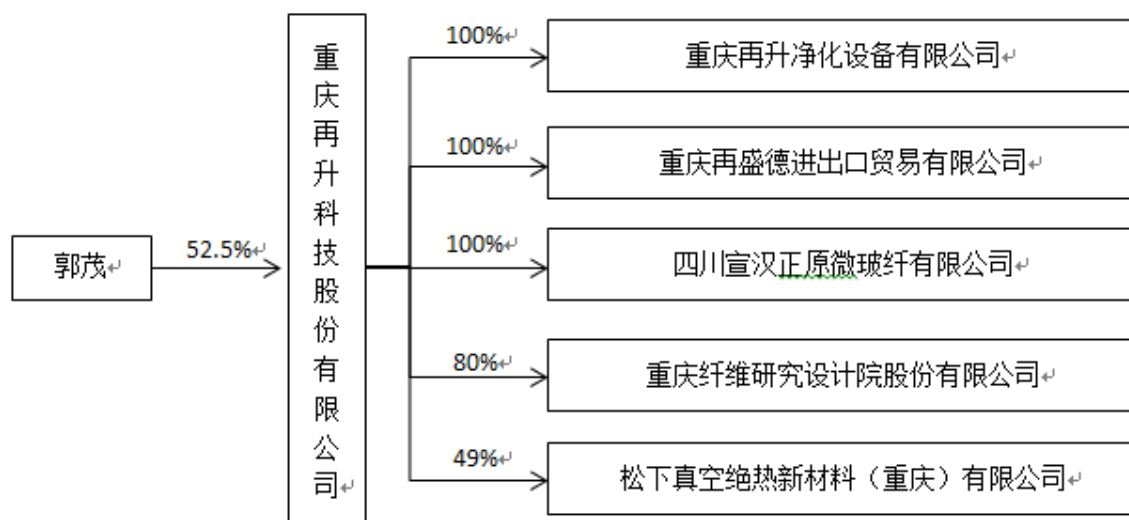 郭茂
52.5%
重庆再升科技股份有限公司
100%
重庆再升净化设备有限公司
100%
重庆再盛德进出口贸易有限公司
100%
四川宣汉正原微玻纤有限公司
80%
重庆纤维研究设计院股份有限公司
49%
松下真空绝热新材料（重庆）有限公司